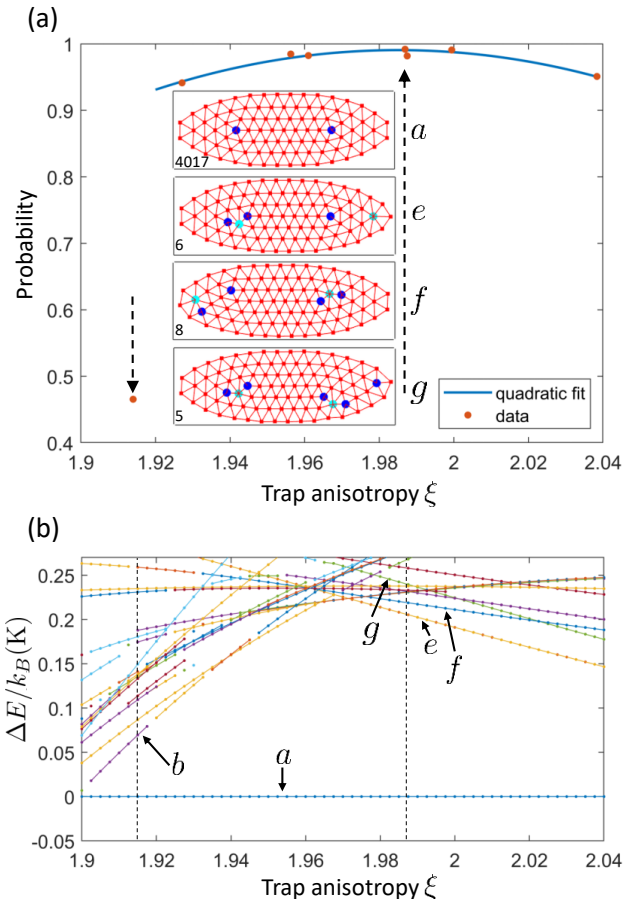 (a)
1
0.9
0.8
0.7
0.6
0.5
0.4
Probability
4017
6
8
5
a
e
f
g
quadratic fit
data
1.9
1.92
1.94
1.96
1.98
2
2.02
2.04
Trap anisotropy ξ
(b)
0.25
0.2
0.15
0.1
0.05
0
-0.05
ΔE/k_B(K)
g
e
f
b
a
1.9
1.92
1.94
1.96
1.98
2
2.02
2.04
Trap anisotropy ξ